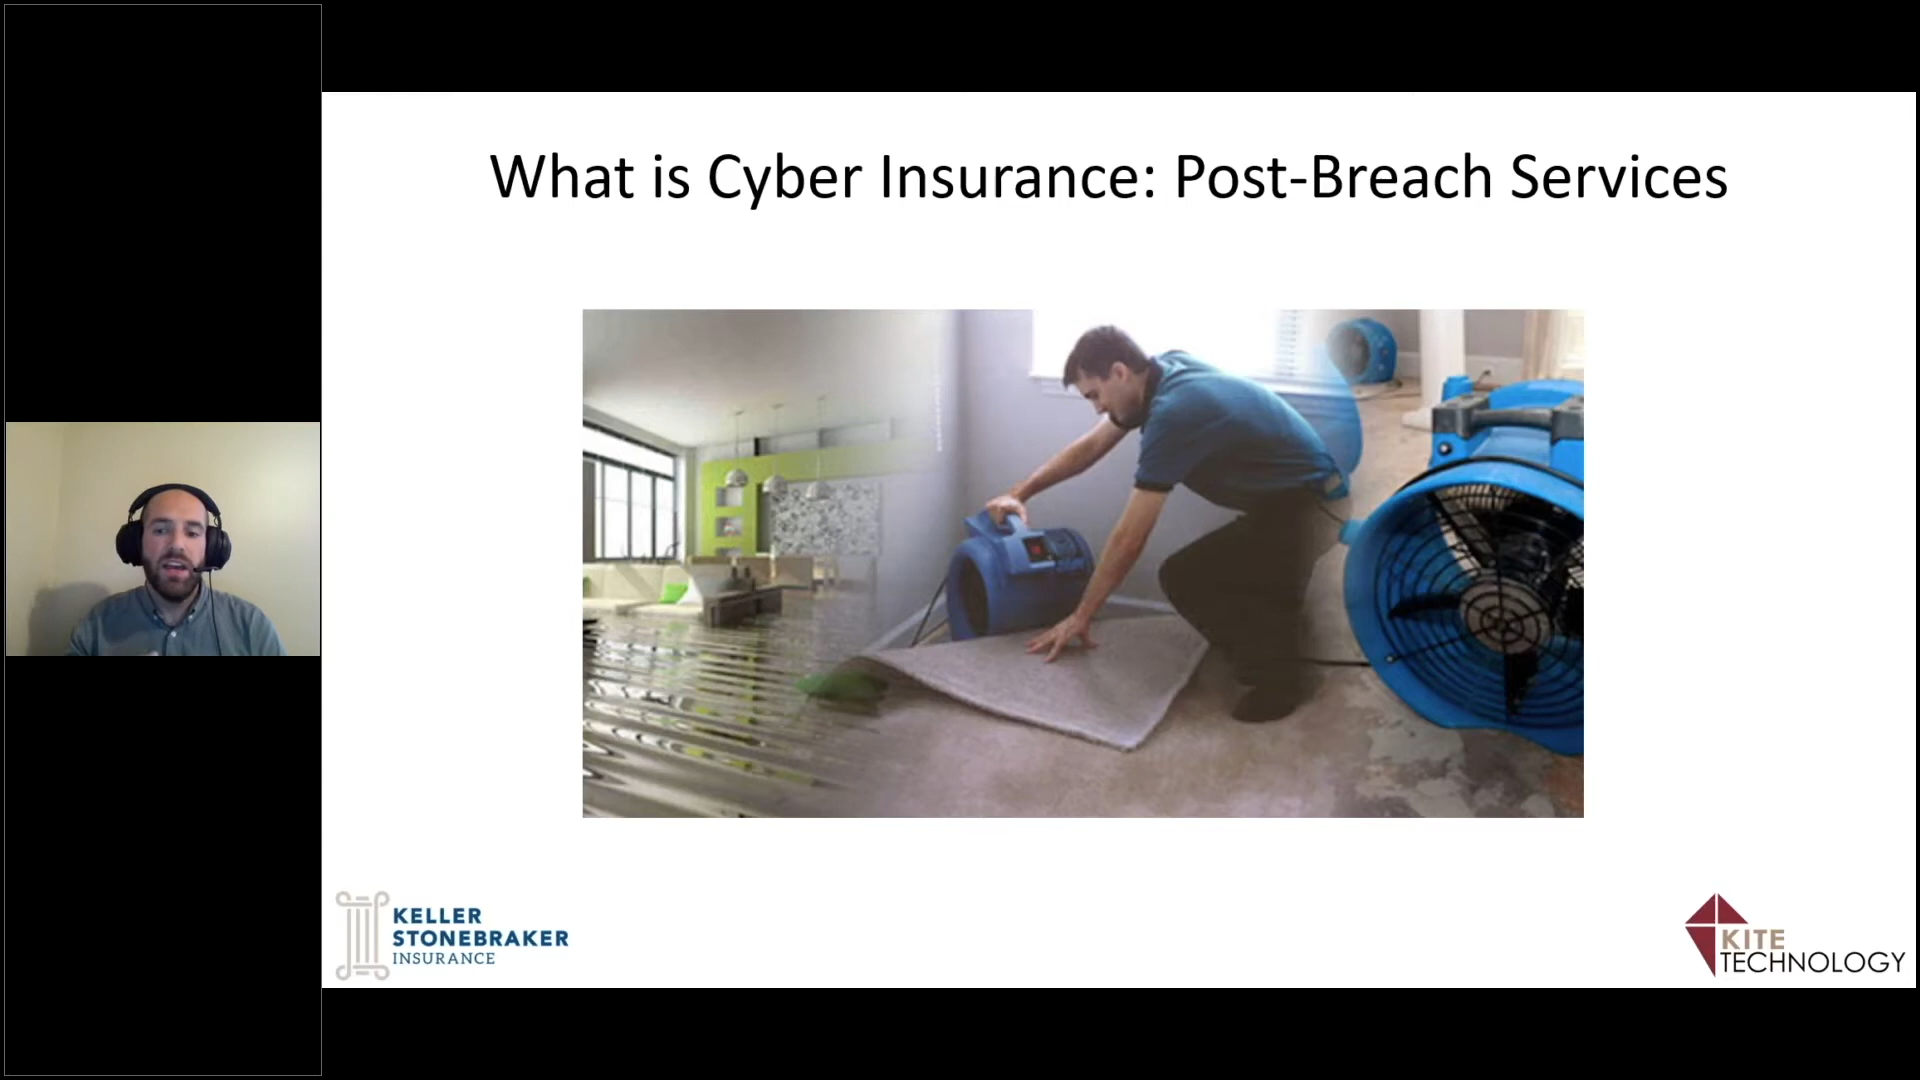 What is Cyber Insurance: Post-Breach Services
KELLER
STONEBRAKER
INSURANCE
KITE
TECHNOLOGY